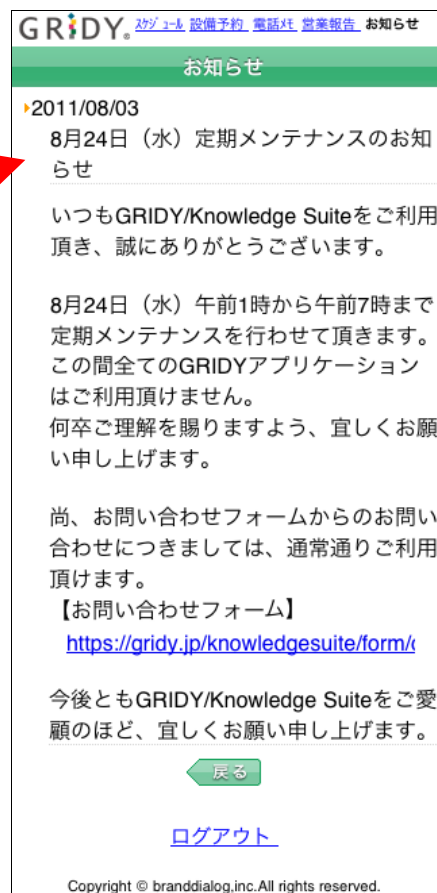 GRiDY® スケジュール 設備予約 電話メモ 営業報告 お知らせ
お知らせ
2011/08/03
8月24日（水）定期メンテナンスのお知
らせ
いつもGRIDY/Knowledge Suiteをご利用
頂き、誠にありがとうございます。
8月24日（水）午前1時から午前7時まで
定期メンテナンスを行わせて頂きます。
この間全てのGRIDYアプリケーション
はご利用頂けません。
何卒ご理解を賜りますよう、宜しくお願
い申し上げます。
尚、お問い合わせフォームからのお問い
合わせにつきましては、通常通りご利用
頂けます。
【お問い合わせフォーム】
https://gridy.jp/knowledgesuite/form/
今後ともGRIDY/Knowledge Suiteをご愛
顧のほど、宜しくお願い申し上げます。
戻る
ログアウト
Copyright © branddialog,inc.All rights reserved.